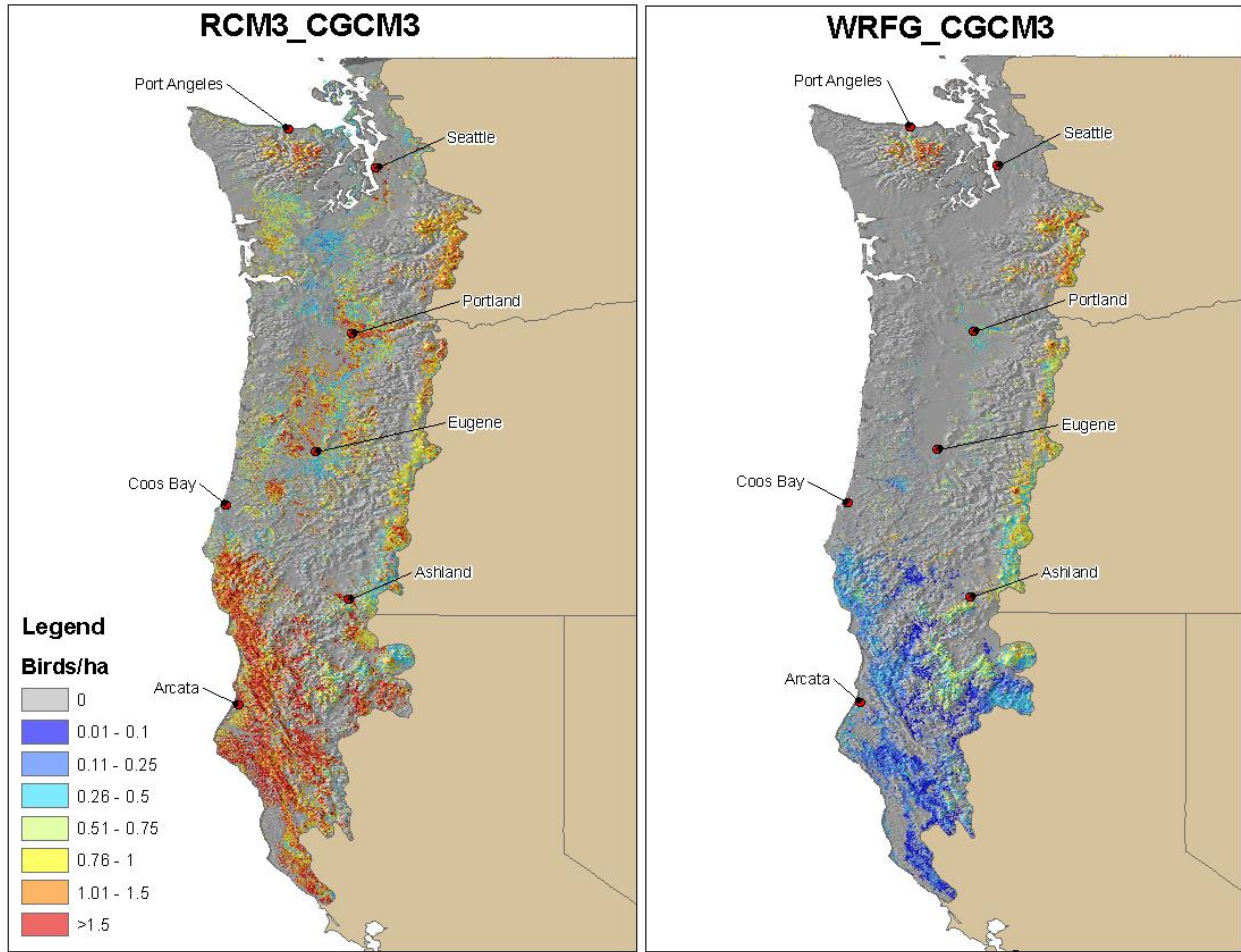 RCM3_CGCM3
Port Angeles
Seattle
Portland
Eugene
Coos Bay
Ashland
Arcata
Legend
Birds/ha
0
0.01 - 0.1
0.11 - 0.25
0.26 - 0.5
0.51 - 0.75
0.76 - 1
1.01 - 1.5
>1.5
WRFG_CGCM3
Port Angeles
Seattle
Portland
Eugene
Coos Bay
Ashland
Arcata